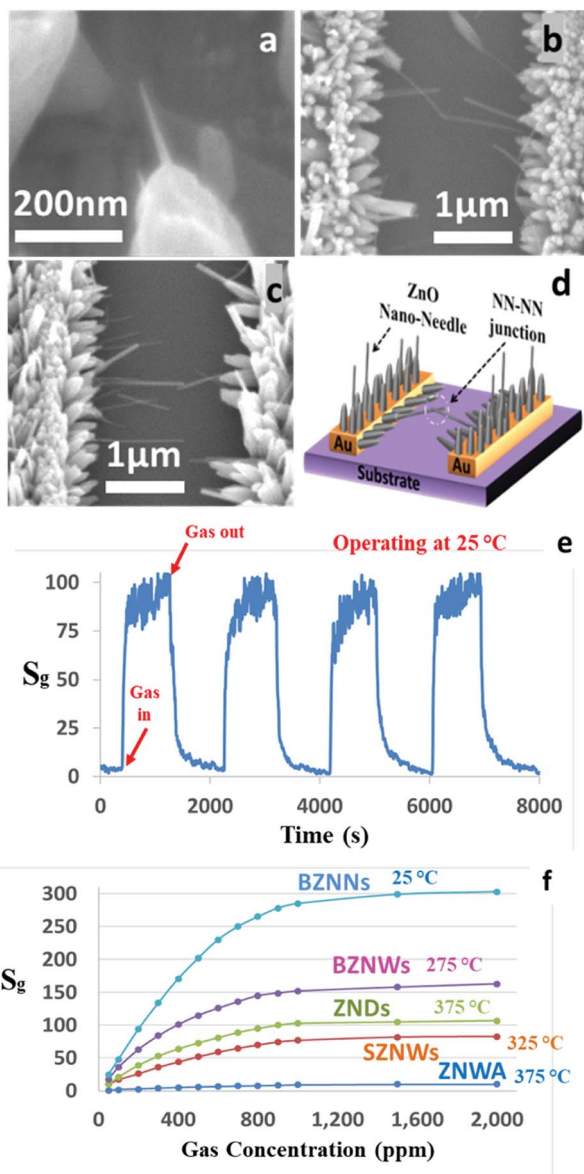 a
200nm
b
1μm
c
1μm
d
ZnO
Nano-Needle
NN-NN
junction
Au
Au
Substrate
e
Gas out
Operating at 25 °C
100
75
50
25
0
Sg
Gas
in
0
2000
4000
6000
8000
Time (s)
f
300
250
200
150
100
50
0
Sg
BZNNs 25 °C
BZNWs 275 °C
ZNDs 375 °C
SZNWs 325 °C
ZNWA 375 °C
0
400
800
1,200
1,600
2,000
Gas Concentration (ppm)